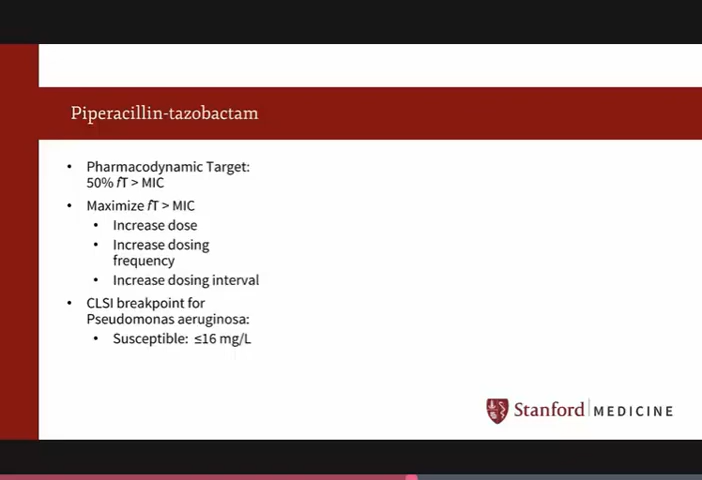 Piperacillin-tazobactam
• Pharmacodynamic Target:
50% fT > MIC
• Maximize fT > MIC
• Increase dose
• Increase dosing
frequency
• Increase dosing interval
• CLSI breakpoint for
Pseudomonas aeruginosa:
• Susceptible: ≤16 mg/L
Stanford MEDICINE